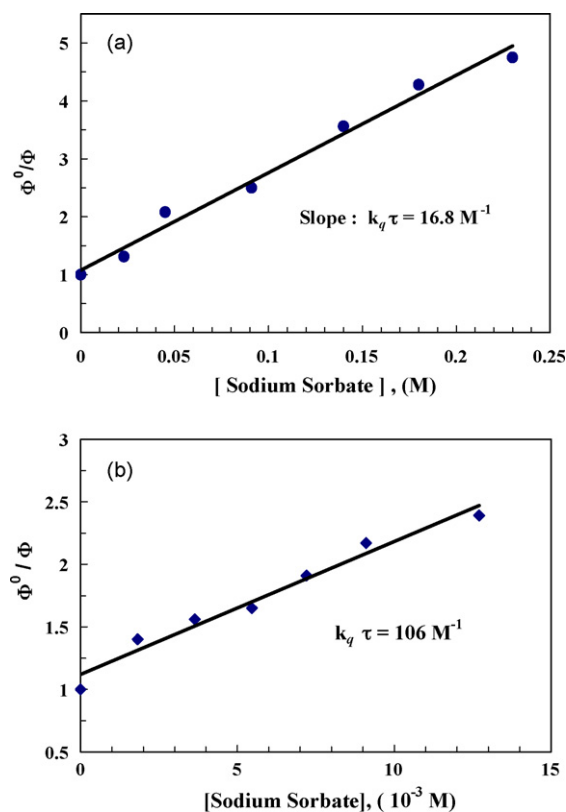 (a)
5
4
3
2
1
0
Φ⁰/Φ
Slope : k_q τ = 16.8 M⁻¹
0 0.05 0.1 0.15 0.2 0.25
[ Sodium Sorbate ] , (M)
(b)
3
2.5
2
1.5
1
0.5
Φ⁰/ Φ
k_q τ = 106 M⁻¹
0 5 10 15
[Sodium Sorbate], ( 10⁻³ M)